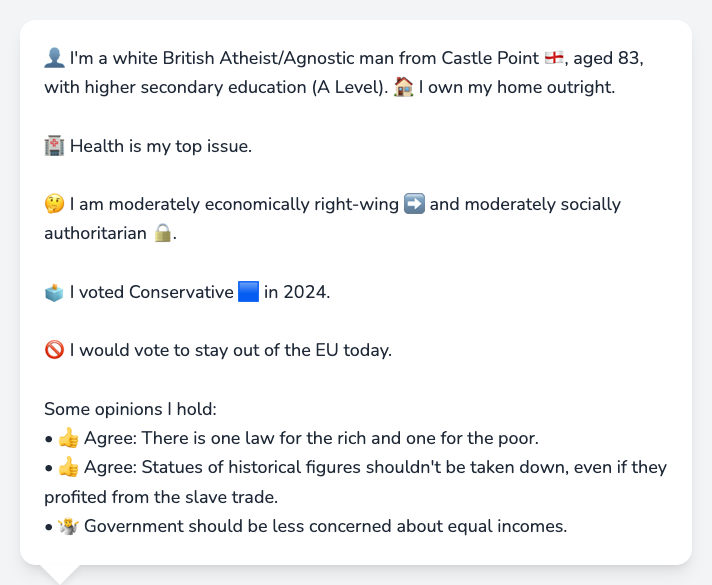 👤 I'm a white British Atheist/Agnostic man from Castle Point 🏴󠁧󠁢󠁥󠁮󠁧󠁿, aged 83,
with higher secondary education (A Level). 🏠 I own my home outright.
🏥 Health is my top issue.
🤔 I am moderately economically right-wing ➡️ and moderately socially
authoritarian 🔒.
🗳️ I voted Conservative 🟦 in 2024.
🚫 I would vote to stay out of the EU today.
Some opinions I hold:
• 👍 Agree: There is one law for the rich and one for the poor.
• 👍 Agree: Statues of historical figures shouldn't be taken down, even if they
profited from the slave trade.
• 🤷 Government should be less concerned about equal incomes.